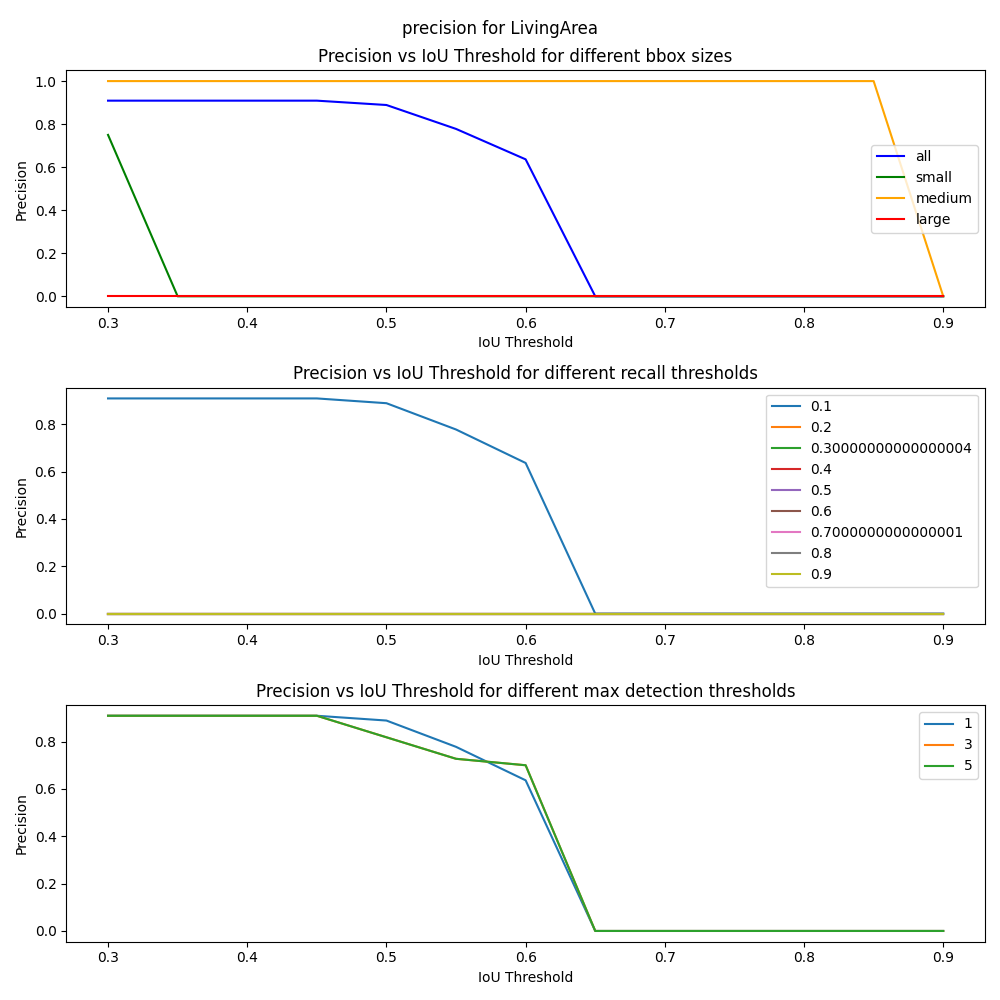 precision for LivingArea
Precision vs IoU Threshold for different bbox sizes
Precision
1.0
0.8
0.6
0.4
0.2
0.0
all
small
medium
large
0.3 0.4 0.5 0.6 0.7 0.8 0.9
IoU Threshold
Precision vs IoU Threshold for different recall thresholds
Precision
0.8
0.6
0.4
0.2
0.0
0.1
0.2
0.30000000000000004
0.4
0.5
0.6
0.7000000000000001
0.8
0.9
0.3 0.4 0.5 0.6 0.7 0.8 0.9
IoU Threshold
Precision vs IoU Threshold for different max detection thresholds
Precision
0.8
0.6
0.4
0.2
0.0
1
3
5
0.3 0.4 0.5 0.6 0.7 0.8 0.9
IoU Threshold